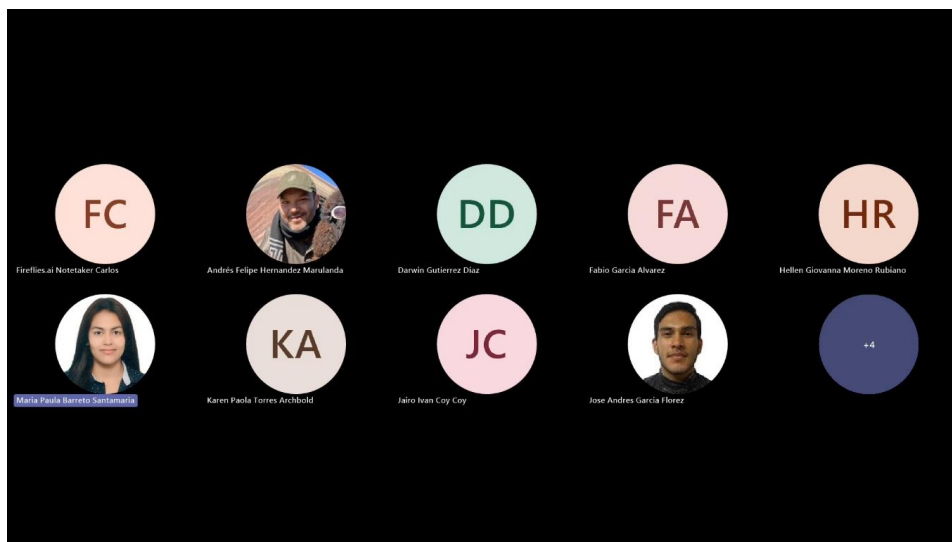 FC
Fireflies.ai Notetaker Carlos
Andrés Felipe Hernandez Marulanda
DD
Darwin Gutierrez Diaz
FA
Fabio Garcia Alvarez
HR
Hellen Giovanna Moreno Rubiano
Maria Paula Barreto Santamaria
KA
Karen Paola Torres Archbold
JC
Jairo Ivan Coy Coy
Jose Andres Garcia Florez
+4